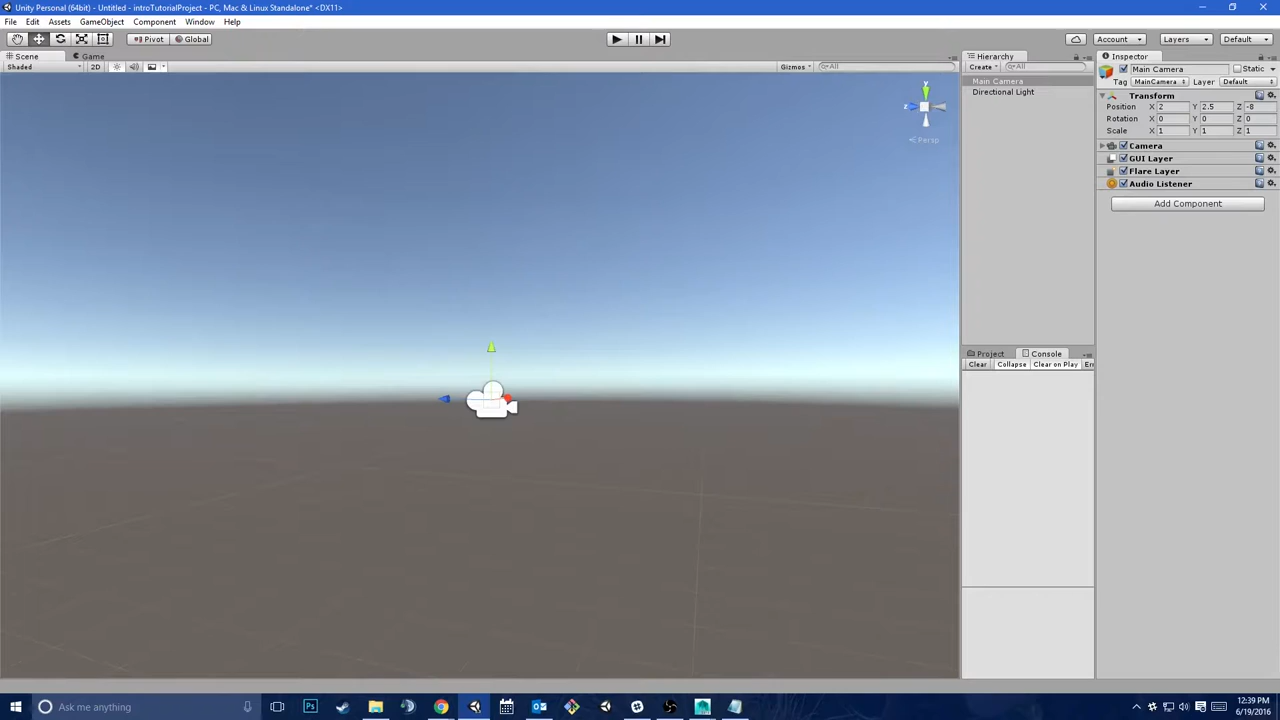 Unity Personal (64bit) - Untitled - introTutorialProject - PC, Mac & Linux Standalone* <DX11>
File Edit Assets GameObject Component Window Help
Pivot Global Account Layers Default
Scene Game Hierarchy Inspector
Shaded 2D Gizmos All Create All Main Camera Static
Main Camera Tag MainCamera Layer Default
Directional Light Transform
Position X 2 Y 2.5 Z -8
Rotation X 0 Y 0 Z 0
Scale X 1 Y 1 Z 1
y
z
Persp
Camera
GUI Layer
Flare Layer
Audio Listener
Add Component
Project Console
Clear Collapse Clear on Play Err
Ask me anything
12:39 PM
6/19/2016